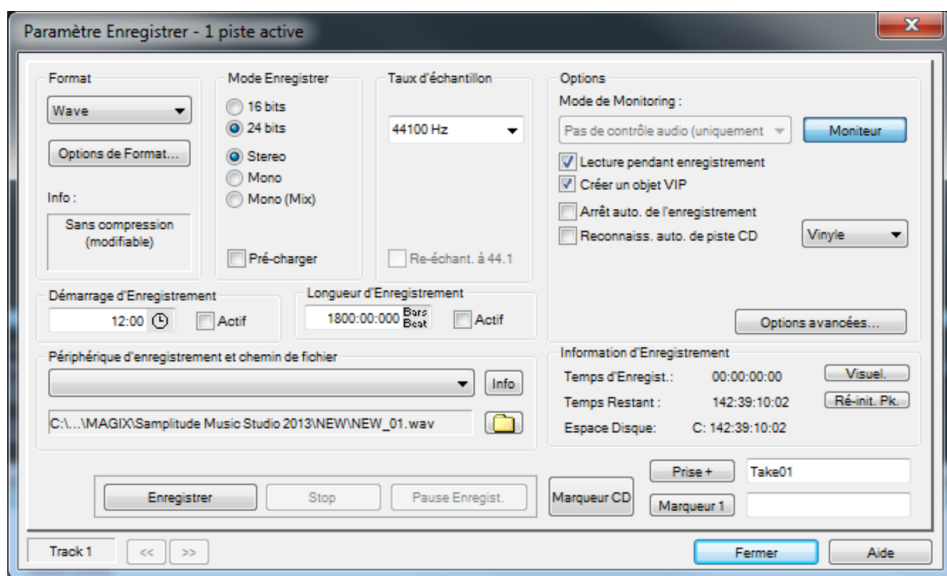 Paramètre Enregistrer - 1 piste active
Format
Wave
Options de Format...
Info :
Sans compression
(modifiable)
Mode Enregistrer
16 bits
24 bits
Stereo
Mono
Mono (Mix)
Pré-charger
Taux d'échantillon
44100 Hz
Re-échant. à 44.1
Options
Mode de Monitoring :
Pas de contrôle audio (uniquement
Moniteur
Lecture pendant enregistrement
Créer un objet VIP
Arrêt auto. de l'enregistrement
Reconnaiss. auto. de piste CD
Vinyle
Options avancées...
Démarrage d'Enregistrement
12:00
Actif
Longueur d'Enregistrement
1800:00:000
Bars
Beat
Actif
Périphérique d'enregistrement et chemin de fichier
Info
C:\...\MAGIX\Samplitude Music Studio 2013\NEW\NEW_01.wav
Information d'Enregistrement
Temps d'Enregist.: 00:00:00:00
Visuel.
Temps Restant : 142:39:10:02
Ré-init. Pk.
Espace Disque: C: 142:39:10:02
Enregistrer
Stop
Pause Enregist.
Marqueur CD
Prise +
Take01
Marqueur 1
Track 1
<<
>>
Fermer
Aide